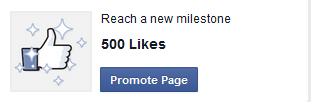 Reach a new milestone
500 Likes
Promote Page